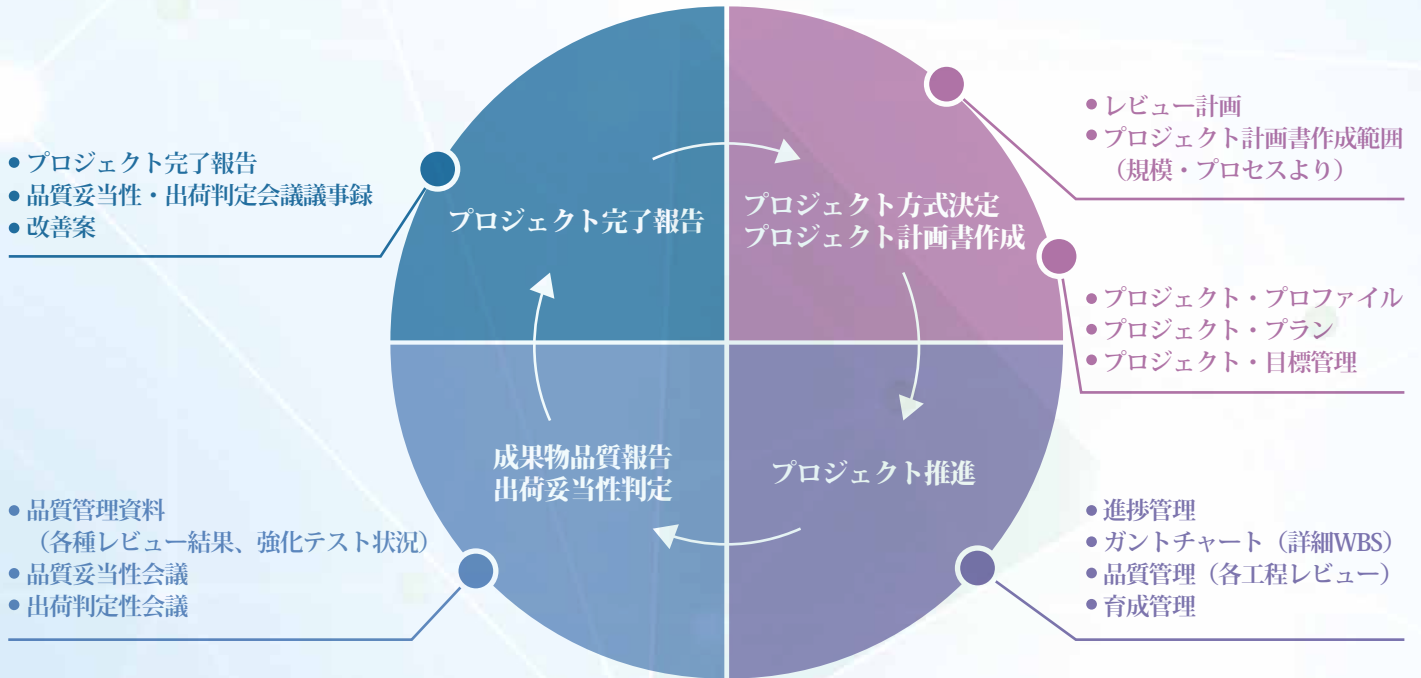 ● プロジェクト完了報告
● 品質妥当性・出荷判定会議議事録
● 改善案
プロジェクト完了報告
プロジェクト方式決定
プロジェクト計画書作成
● レビュー計画
● プロジェクト計画書作成範囲
（規模・プロセスより）
● プロジェクト・プロファイル
● プロジェクト・プラン
● プロジェクト・目標管理
成果物品質報告
出荷妥当性判定
プロジェクト推進
● 品質管理資料
（各種レビュー結果、強化テスト状況）
● 品質妥当性会議
● 出荷判定性会議
● 進捗管理
● ガントチャート（詳細WBS）
● 品質管理（各工程レビュー）
● 育成管理